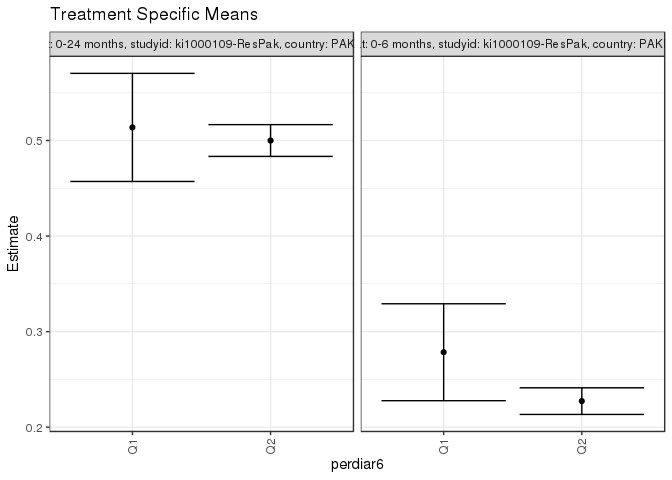 Treatment Specific Means
t: 0-24 months, studyid: ki1000109-ResPak, country: PAK
t: 0-6 months, studyid: ki1000109-ResPak, country: PAKI
Estimate
0.5
0.4
0.3
0.2
Q1
Q2
Q1
Q2
perdiar6